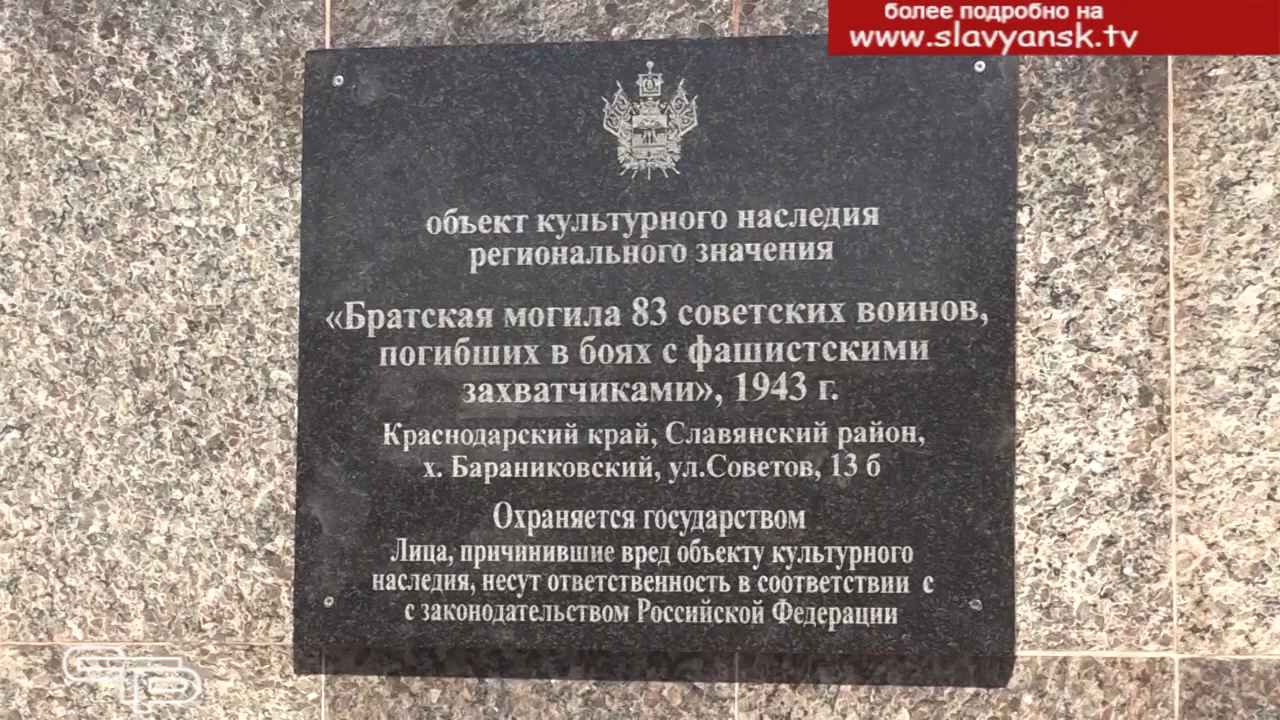 более подробно на
www.slavyansk.tv
объект культурного наследия
регионального значения
«Братская могила 83 советских воинов,
погибших в боях с фашистскими
захватчиками», 1943 г.
Краснодарский край, Славянский район,
х. Бараниковский, ул.Советов, 13 б
Охраняется государством
Лица, причинившие вред объекту культурного
наследия, несут ответственность в соответствии с
с законодательством Российской Федерации
СТВ